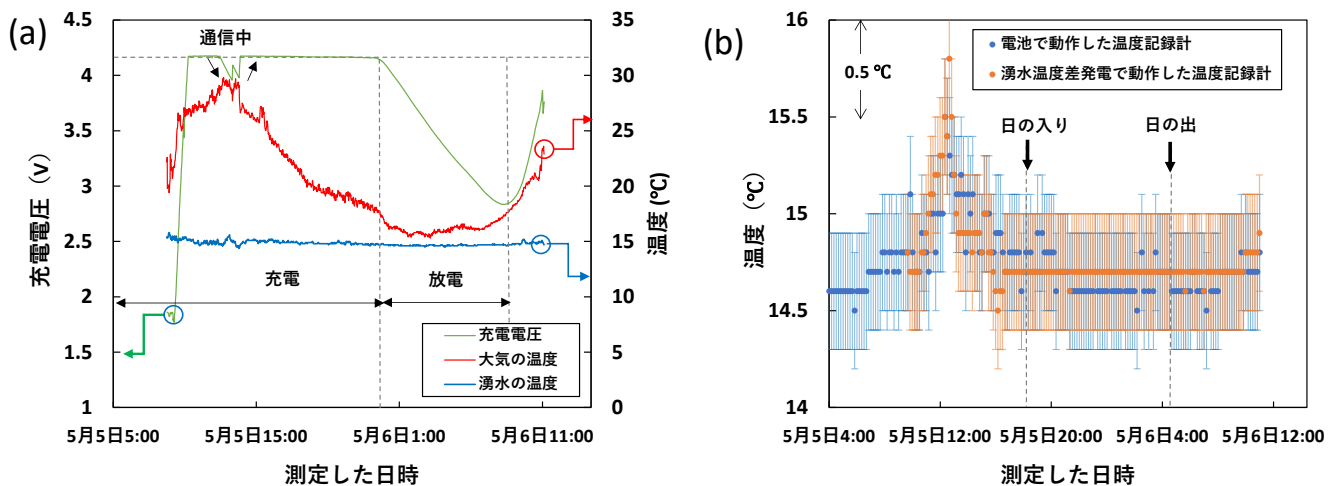 (a)
4.5
4
3.5
3
2.5
2
1.5
1
充電電圧（V）
35
30
25
20
15
10
5
0
温度(℃)
通信中
充電
放電
充電電圧
大気の温度
湧水の温度
5月5日5:00
5月5日15:00
5月6日1:00
5月6日11:00
測定した日時
(b)
16
15.5
15
14.5
14
温度（℃）
0.5 ℃
電池で動作した温度記録計
湧水温度差発電で動作した温度記録計
日の入り
日の出
5月5日4:00
5月5日12:00
5月5日20:00
5月6日4:00
5月6日12:00
測定した日時